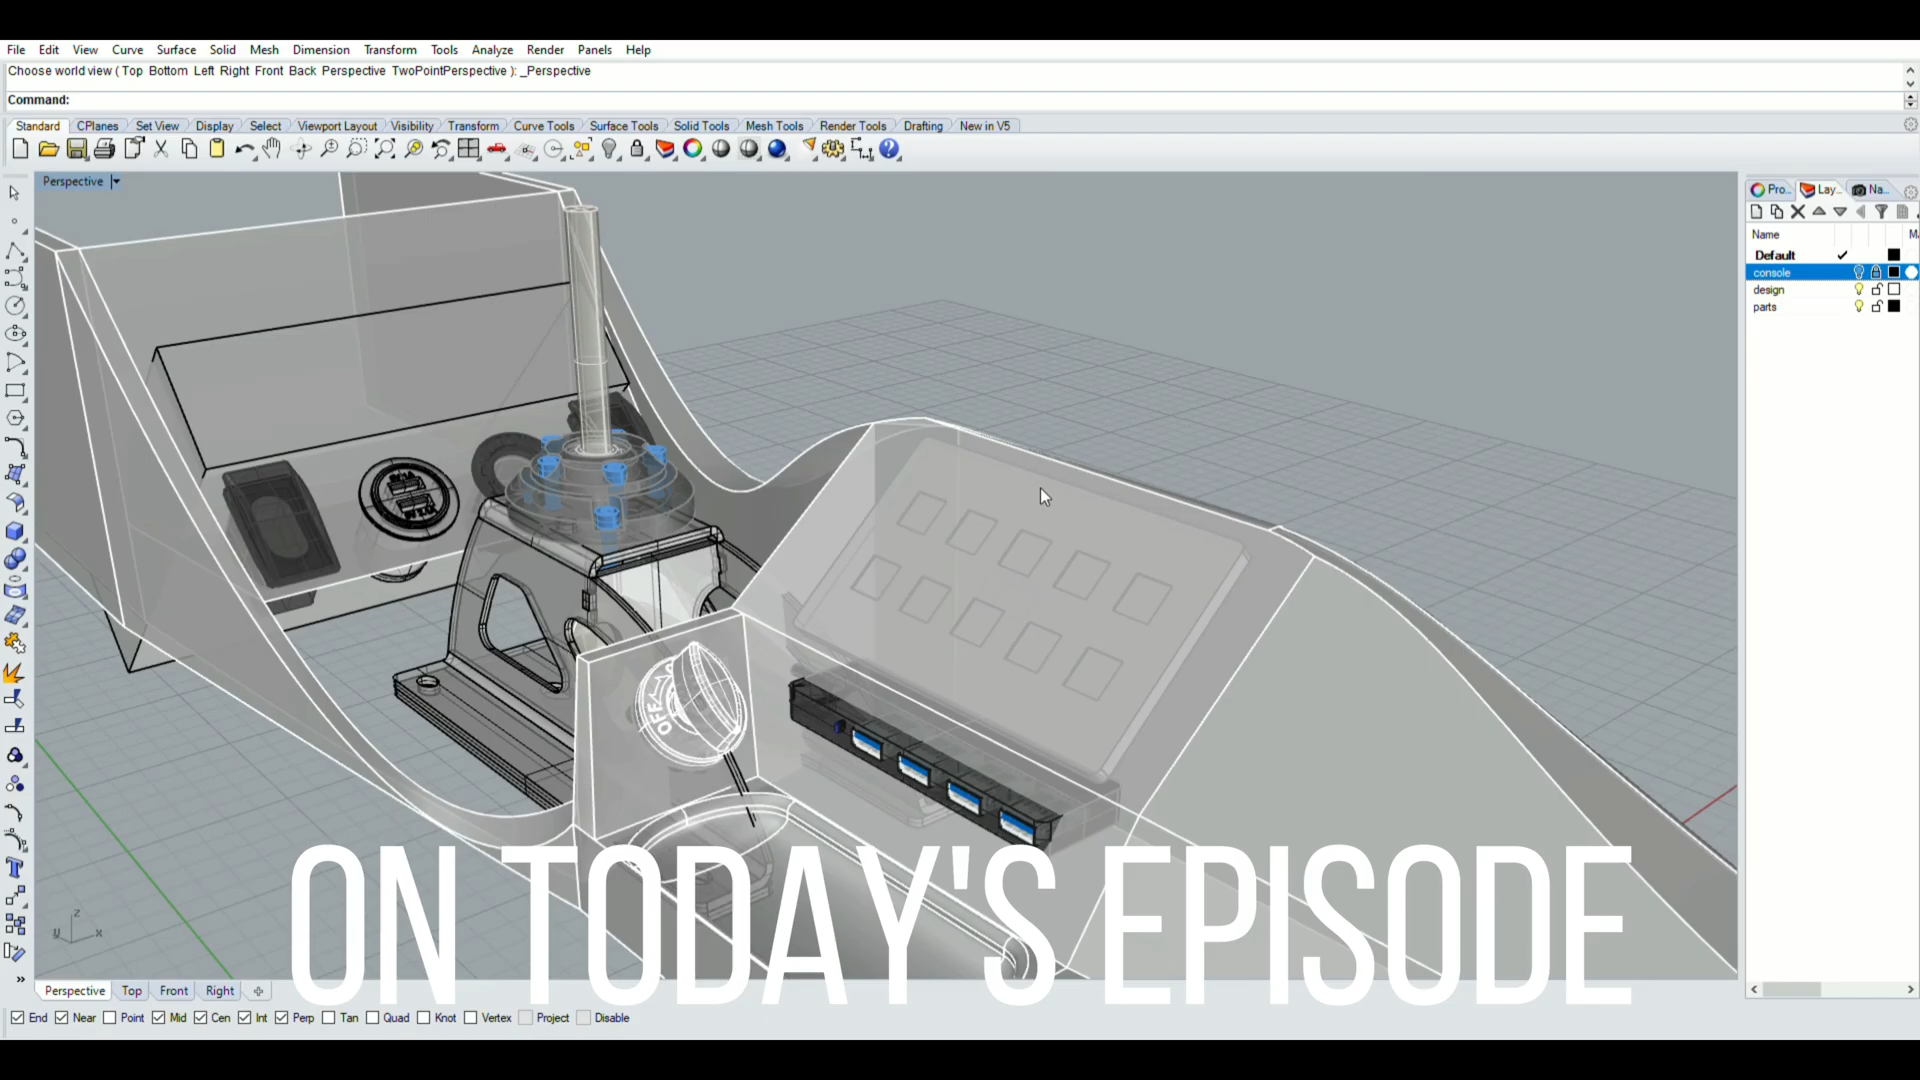 File Edit View Curve Surface Solid Mesh Dimension Transform Tools Analyze Render Panels Help
Choose world view ( Top Bottom Left Right Front Back Perspective TwoPointPerspective ): _Perspective
Command:
Standard CPlanes Set View Display Select Viewport Layout Visibility Transform Curve Tools Surface Tools Solid Tools Mesh Tools Render Tools Drafting New in V5
Perspective
Pro... Lay... Na...
Name
Default
console
design
parts
OFF
z
y x
ON TODAY'S EPISODE
Perspective Top Front Right
End Near Point Mid Cen Int Perp Tan Quad Knot Vertex Project Disable